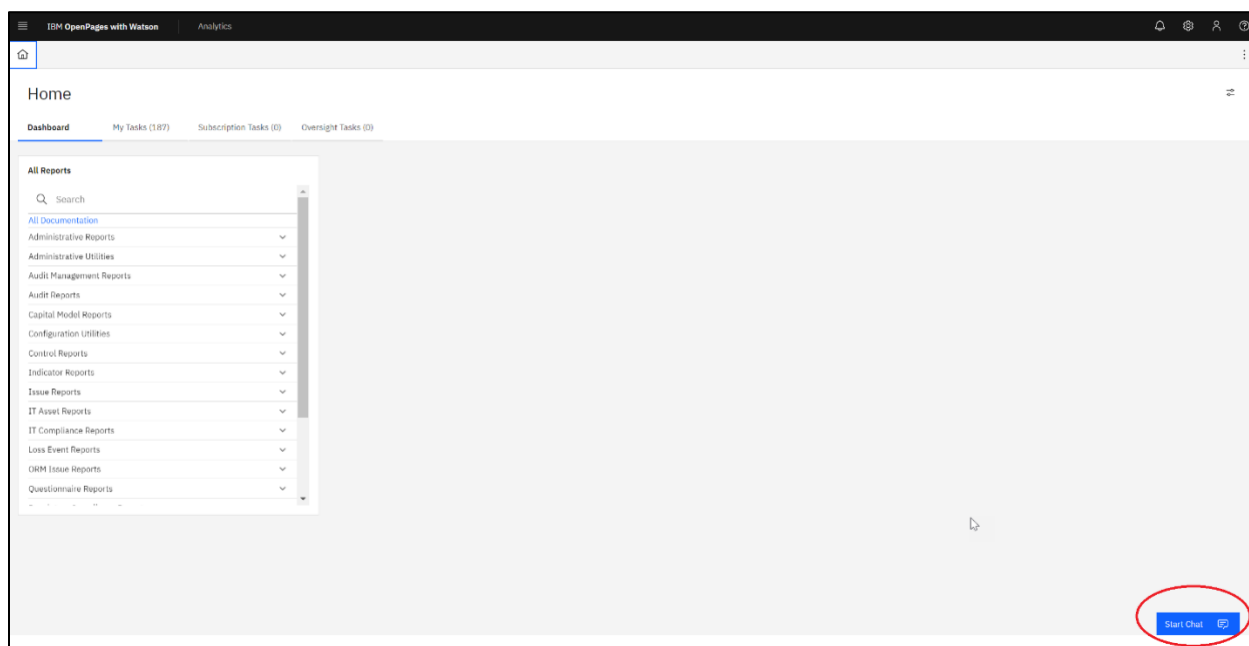 IBM OpenPages with Watson Analytics
Home
Dashboard My Tasks (187) Subscription Tasks (0) Oversight Tasks (0)
All Reports
Search
All Documentation
Administrative Reports
Administrative Utilities
Audit Management Reports
Audit Reports
Capital Model Reports
Configuration Utilities
Control Reports
Indicator Reports
Issue Reports
IT Asset Reports
IT Compliance Reports
Loss Event Reports
ORM Issue Reports
Questionnaire Reports
Start Chat